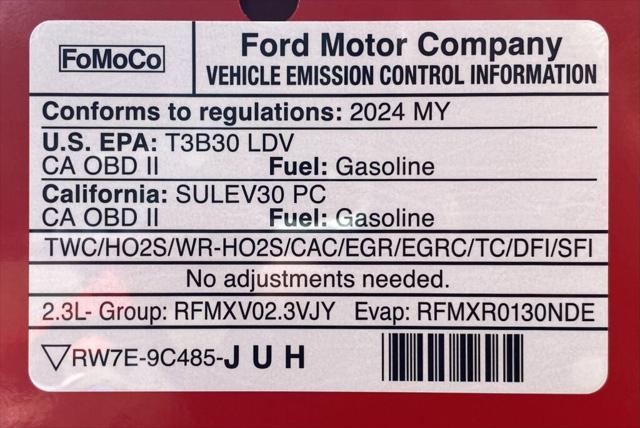 FoMoCo
Ford Motor Company
VEHICLE EMISSION CONTROL INFORMATION
Conforms to regulations: 2024 MY
U.S. EPA: T3B30 LDV
CA OBD II Fuel: Gasoline
California: SULEV30 PC
CA OBD II Fuel: Gasoline
TWC/HO2S/WR-HO2S/CAC/EGR/EGRC/TC/DFI/SFI
No adjustments needed.
2.3L- Group: RFMXV02.3VJY Evap: RFMXR0130NDE
RW7E-9C485-J U H